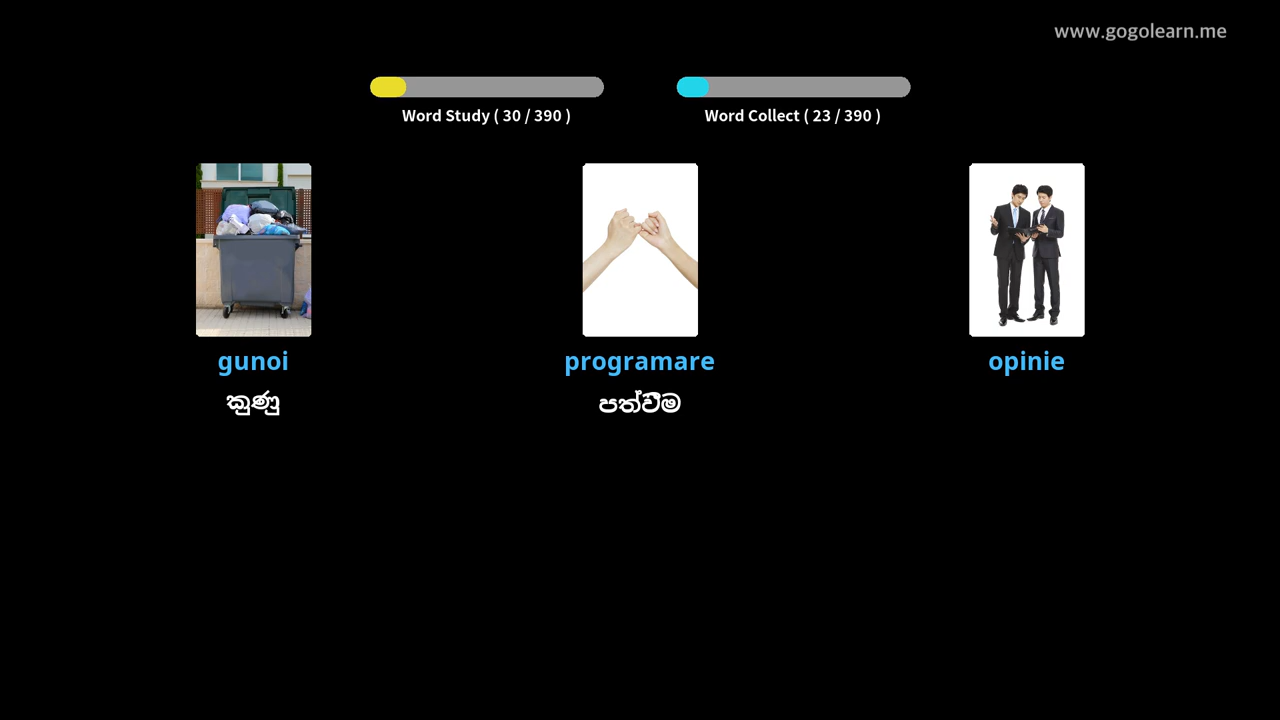 www.gogolearn.me
Word Study ( 30 / 390 )
Word Collect ( 23 / 390 )
gunoi
programare
opinie
කුණු
පත්වීම